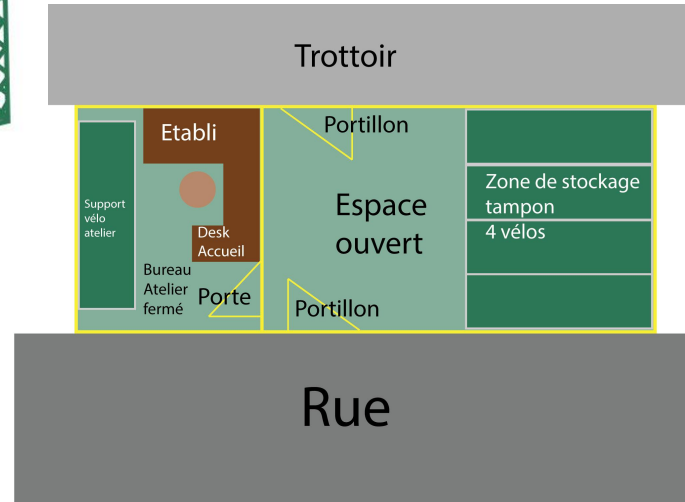 Trottoir
Etabli
Portillon
Support
vélo
atelier
Desk
Accueil
Espace
ouvert
Zone de stockage
tampon
4 vélos
Bureau
Atelier
fermé
Porte
Portillon
Rue